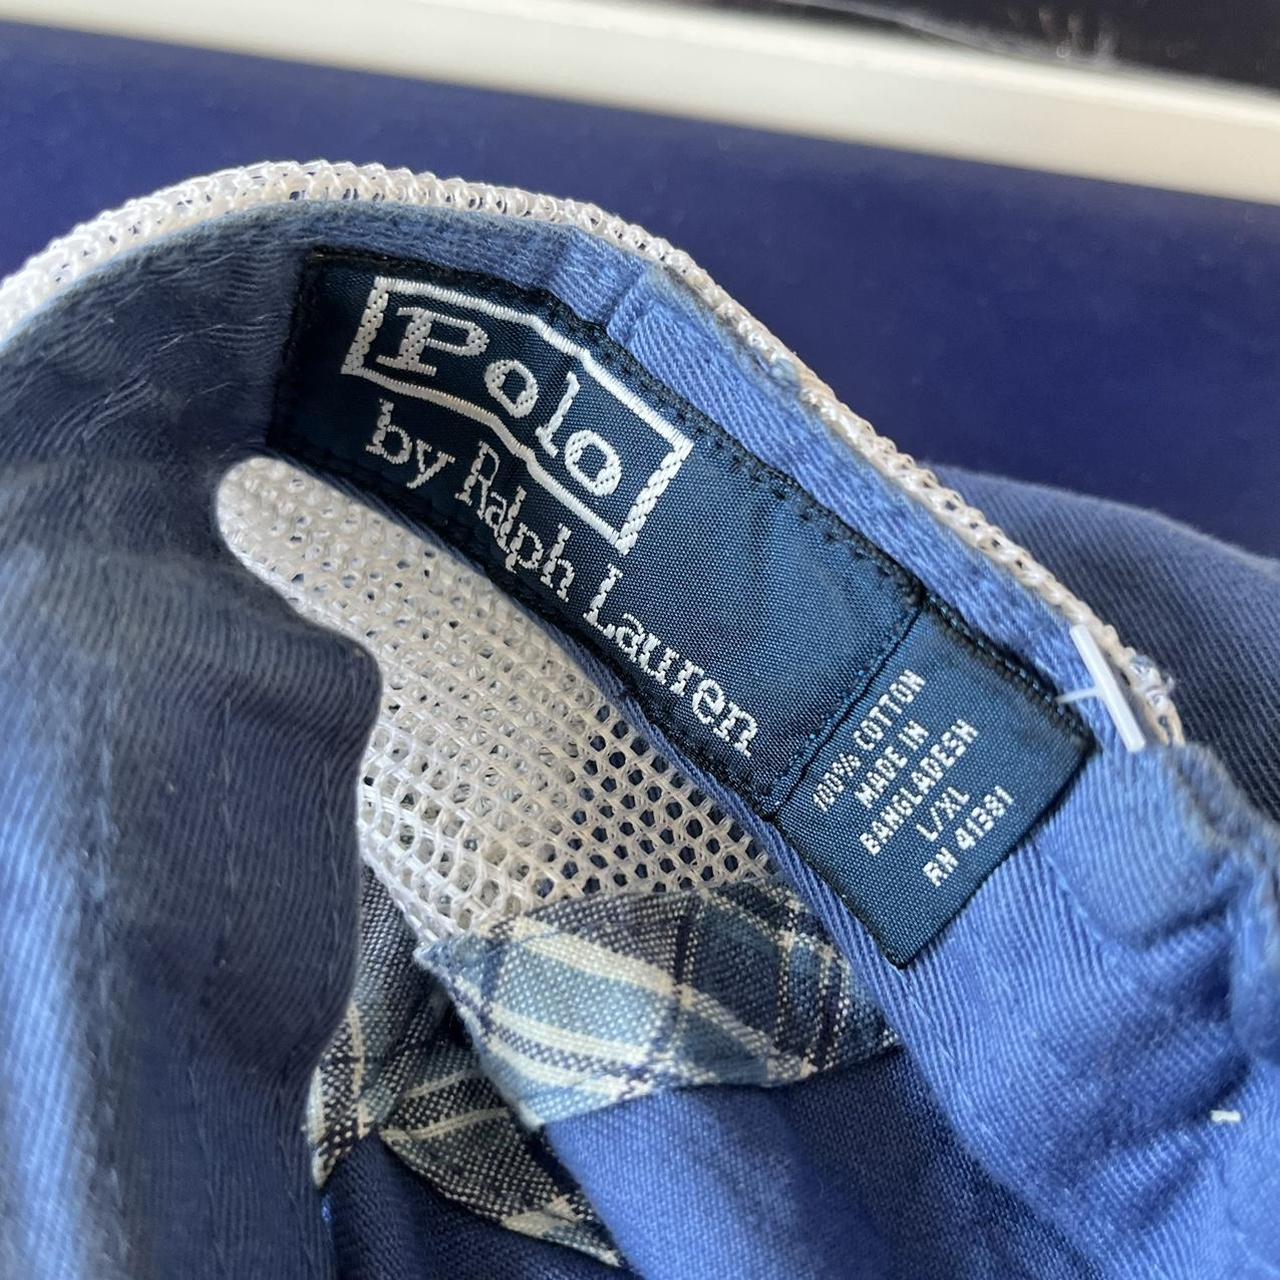 Polo
by Ralph Lauren
100% COTTON
MADE IN
BANGLADESH
L/XL
RN 41381